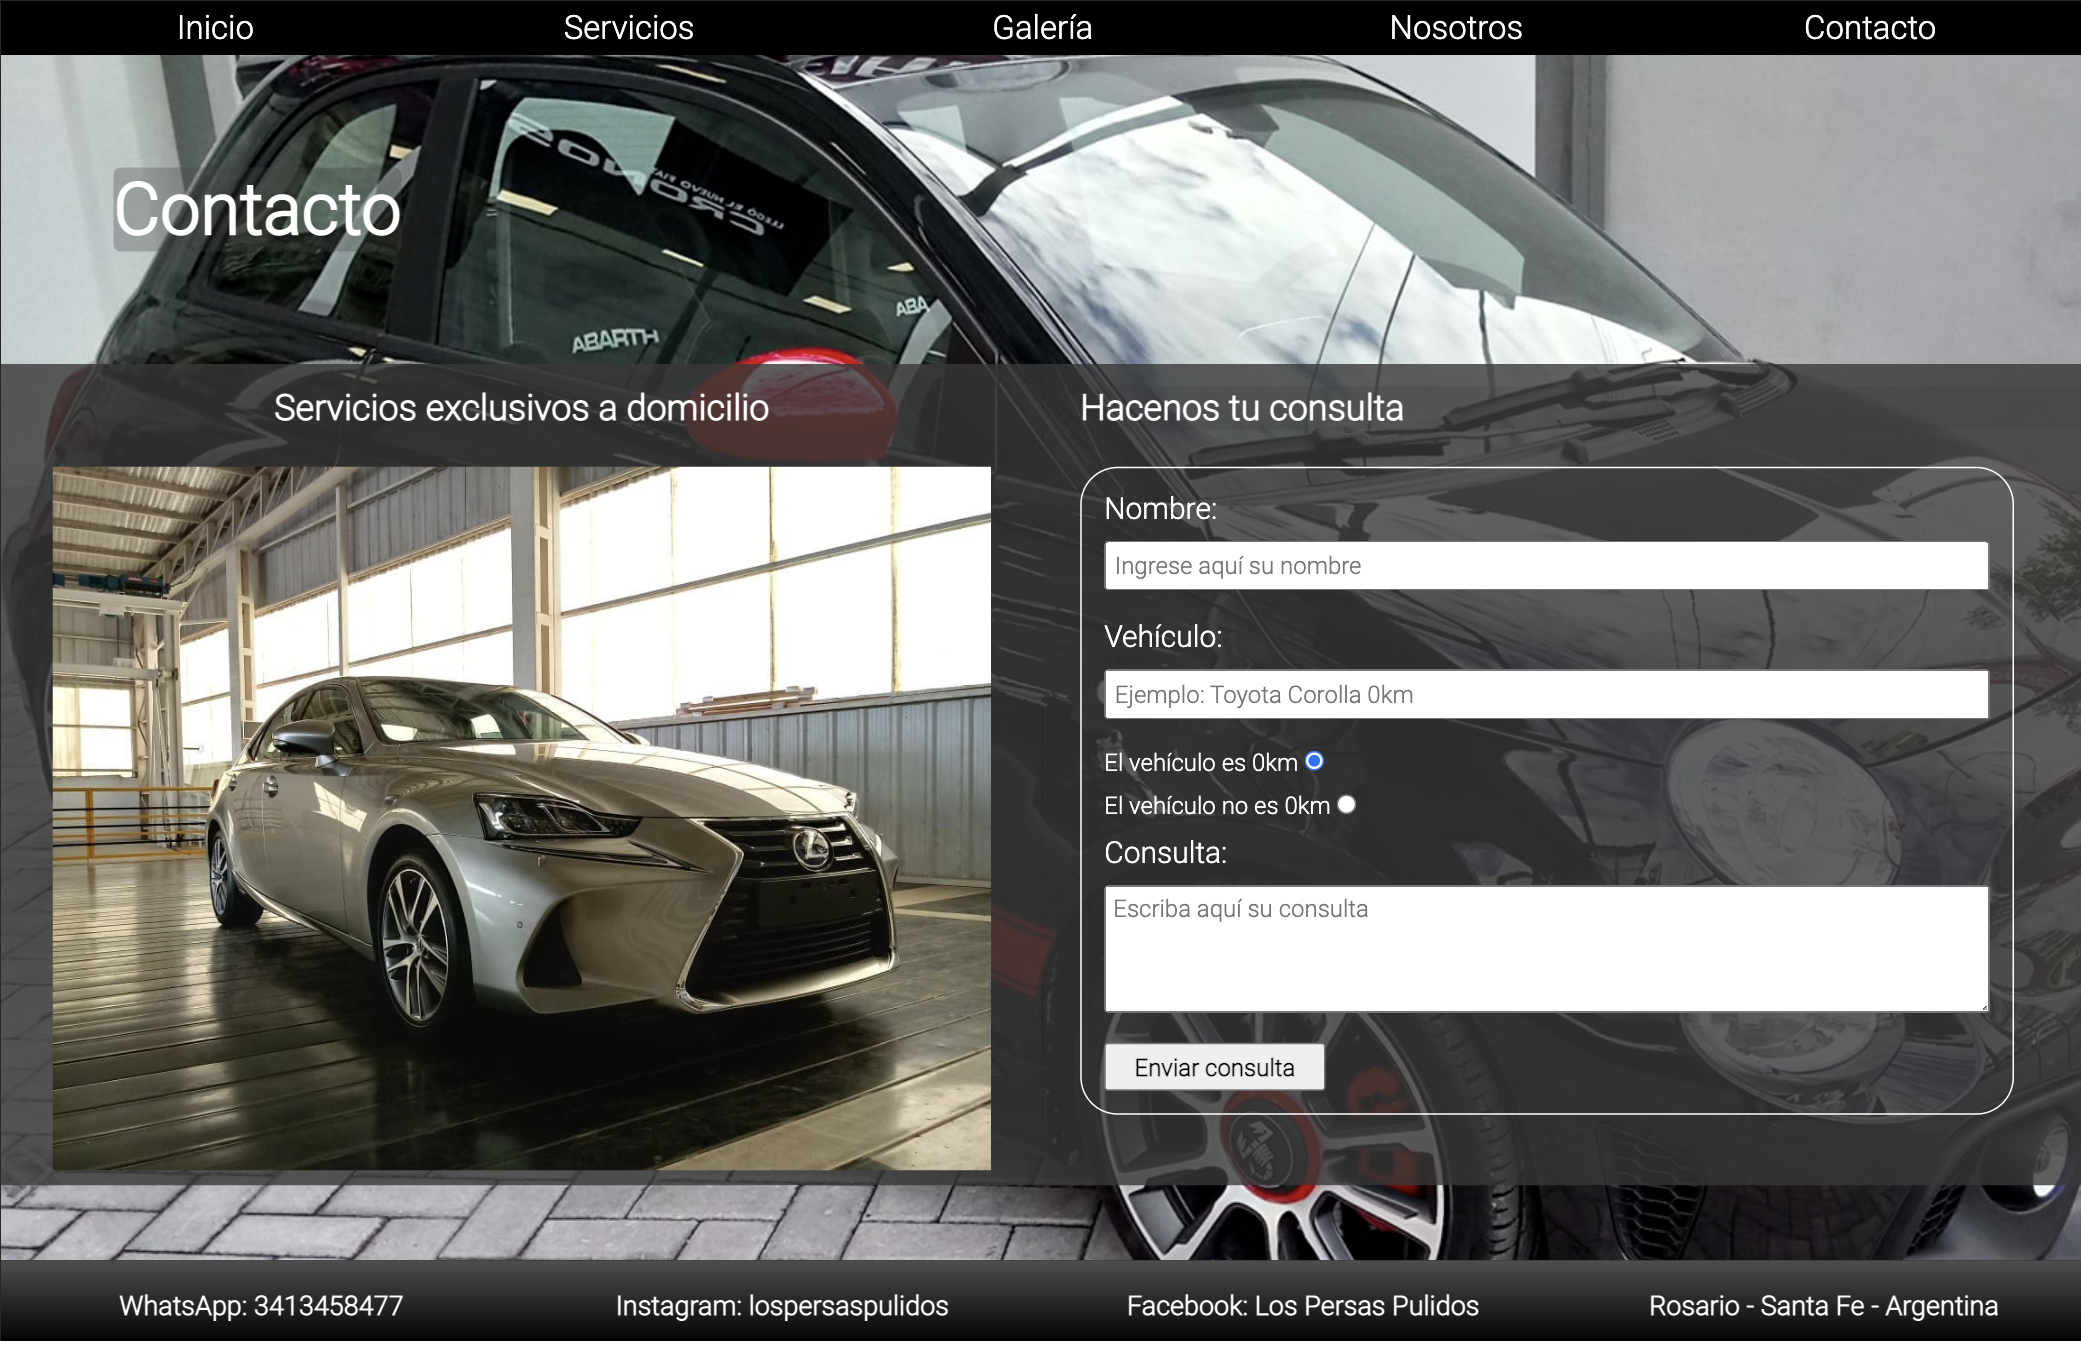 Inicio
Servicios
Galería
Nosotros
Contacto
Contacto
ABARTH
ABA
Servicios exclusivos a domicilio
Hacenos tu consulta
Nombre:
Ingrese aquí su nombre
Vehículo:
Ejemplo: Toyota Corolla 0km
El vehículo es 0km
El vehículo no es 0km
Consulta:
Escriba aquí su consulta
Enviar consulta
WhatsApp: 3413458477
Instagram: lospersaspulidos
Facebook: Los Persas Pulidos
Rosario - Santa Fe - Argentina